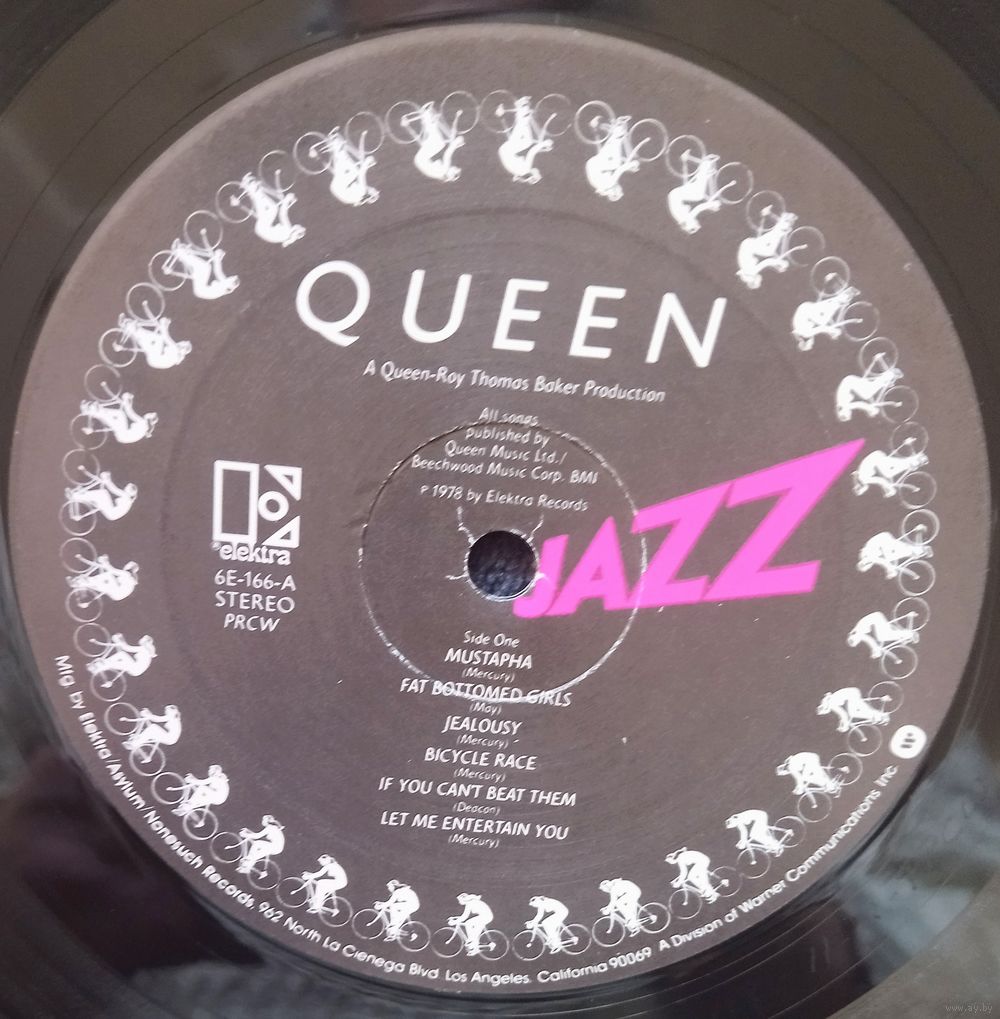 QUEEN
A Queen-Roy Thomas Baker Production
All songs
published by
Queen Music Ltd./
Beechwood Music Corp. BMI
℗ 1978 by Elektra Records
JAZZ
elektra
6E-166-A
STEREO
PRCW
Side One
MUSTAPHA
(Mercury)
FAT BOTTOMED GIRLS
(May)
JEALOUSY
(Mercury)
BICYCLE RACE
(Mercury)
IF YOU CAN'T BEAT THEM
(Deacon)
LET ME ENTERTAIN YOU
(Mercury)
Mfg. by Elektra/Asylum/Nonesuch Records, 962 North La Cienega Blvd. Los Angeles, California 90069 A Division of Warner Communications Inc
www.ay.by